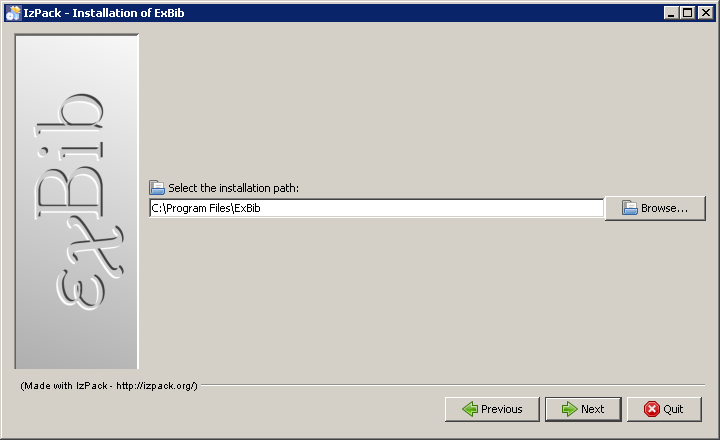 IzPack - Installation of ExBib
εχBib
Select the installation path:
C:\Program Files\ExBib
Browse...
(Made with IzPack - http://izpack.org/)
Previous
Next
Quit